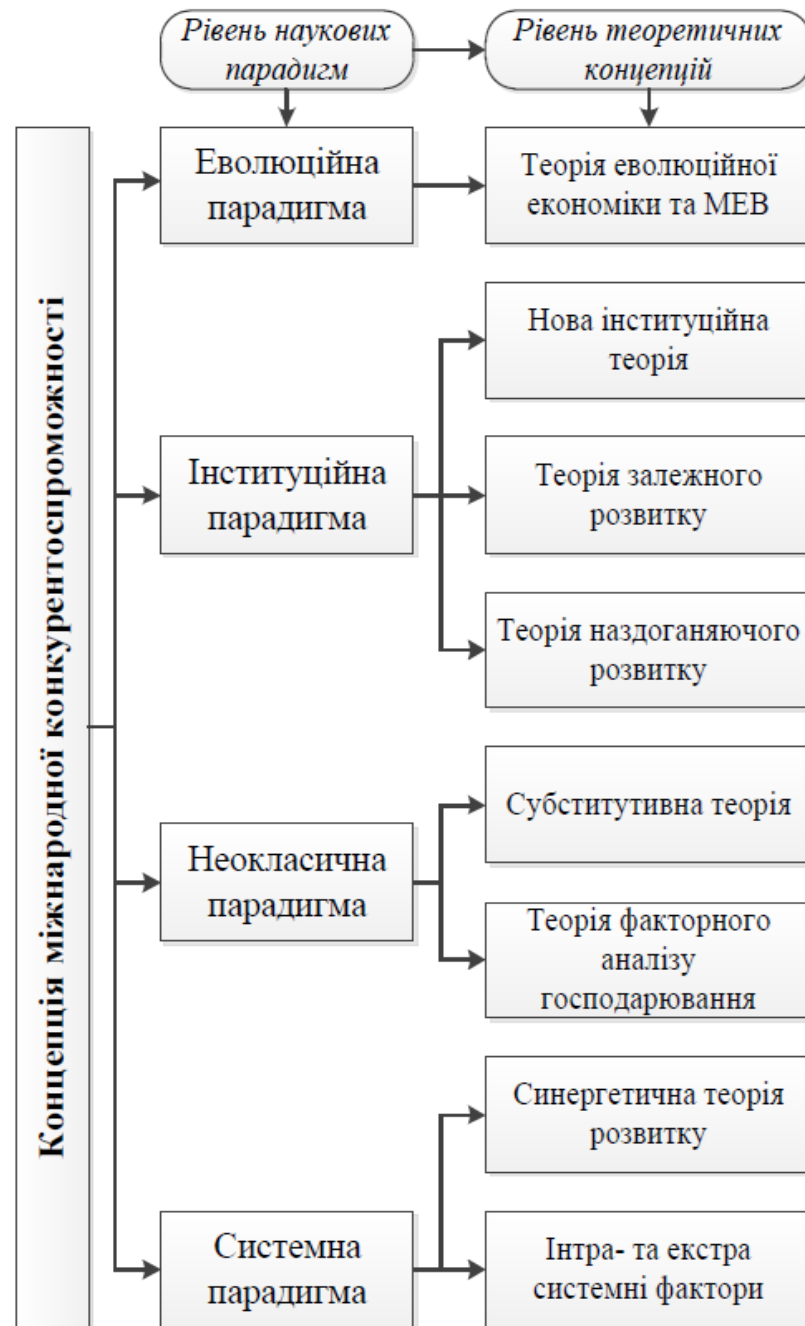 Рівень наукових
парадигм
Рівень теоретичних
концепцій
Концепція міжнародної конкурентоспроможності
Еволюційна
парадигма
Теорія еволюційної
економіки та МЕВ
Інституційна
парадигма
Нова інституційна
теорія
Теорія залежного
розвитку
Теорія наздоганяючого
розвитку
Неокласична
парадигма
Субститутивна теорія
Теорія факторного
аналізу
господарювання
Системна
парадигма
Синергетична теорія
розвитку
Інтра- та екстра
системні фактори